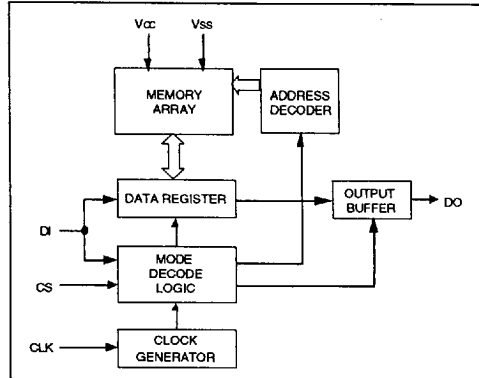 Vcc Vss
MEMORY
ARRAY
ADDRESS
DECODER
DATA REGISTER
OUTPUT
BUFFER
DO
DI
MODE
DECODE
LOGIC
CS
CLK
CLOCK
GENERATOR